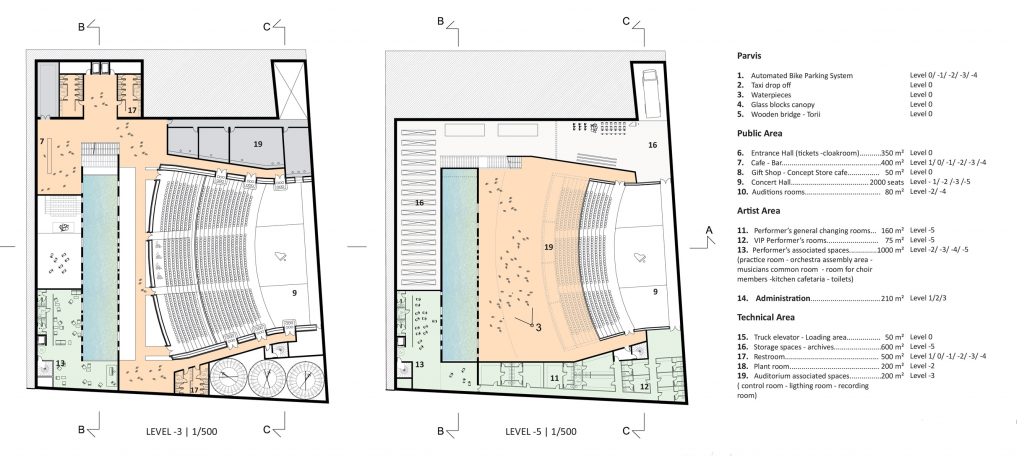 B
C
B
C
17
7
19
9
13
17
16
16
19
A
9
3
13
11
12
B
LEVEL -3 | 1/500
C
B
LEVEL -5 | 1/500
C
Parvis
1. Automated Bike Parking System Level 0/ -1/ -2/ -3/ -4
2. Taxi drop off Level 0
3. Waterpieces Level 0
4. Glass blocks canopy Level 0
5. Wooden bridge - Torii Level 0
Public Area
6. Entrance Hall (tickets -cloakroom)..........350 m² Level 0
7. Cafe - Bar..................................................400 m² Level 1/ 0/ -1/ -2/ -3/ -4
8. Gift Shop - Concept Store cafe................ 50 m² Level 0
9. Concert Hall.......................................... 2000 seats Level - 1/ -2 /-3 /-5
10. Auditions rooms...................................... 80 m² Level -2/ -4
Artist Area
11. Performer's general changing rooms... 160 m² Level -5
12. VIP Performer's rooms.......................... 75 m² Level -5
13. Performer's associated spaces..............1000 m² Level -2/ -3/ -4/ -5
(practice room - orchestra assembly area -
musicians common room - room for choir
members -kitchen cafetaria - toilets)
14. Administration................................210 m² Level 1/2/3
Technical Area
15. Truck elevator - Loading area................. 50 m² Level 0
16. Storage spaces - archives.......................600 m² Level -5
17. Restroom............................................... 500 m² Level 1/ 0/ -1/ -2/ -3/ -4
18. Plant room............................................. 200 m² Level -2
19. Auditorium associated spaces................200 m² Level -3
( control room - ligthing room - recording
room)